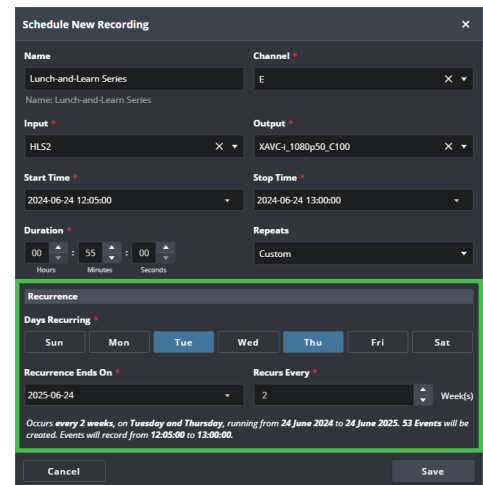 Schedule New Recording ×
Name Channel *
Lunch-and-Learn Series E
Name: Lunch-and-Learn Series
Input * Output *
HLS2 XAVC-i_1080p50_C100
Start Time * Stop Time *
2024-06-24 12:05:00 2024-06-24 13:00:00
Duration * Repeats
00 : 55 : 00 Custom
Hours Minutes Seconds
Recurrence
Days Recurring *
Sun Mon Tue Wed Thu Fri Sat
Recurrence Ends On * Recurs Every *
2025-06-24 2 Week(s)
Occurs every 2 weeks, on Tuesday and Thursday, running from 24 June 2024 to 24 June 2025. 53 Events will be
created. Events will record from 12:05:00 to 13:00:00.
Cancel Save